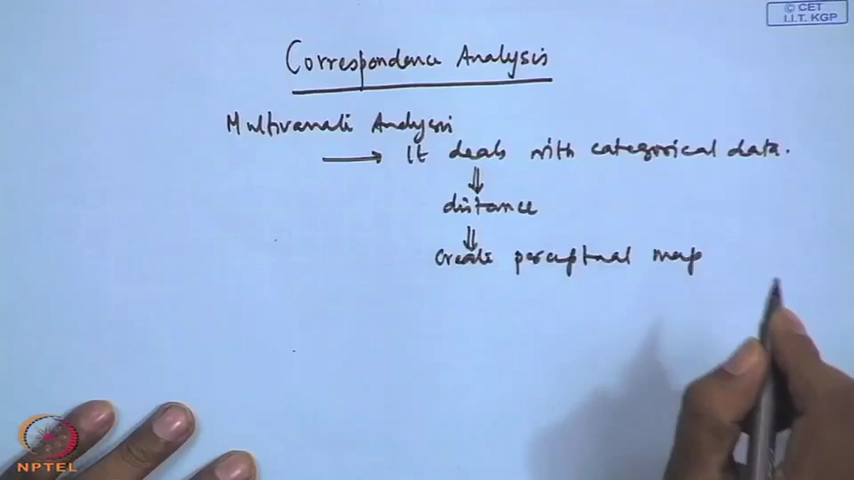 © CET
I.I.T. KGP
Correspondence Analysis
Multivariate Analysis
It deals with categorical data.
distance
create perceptual map
NPTEL